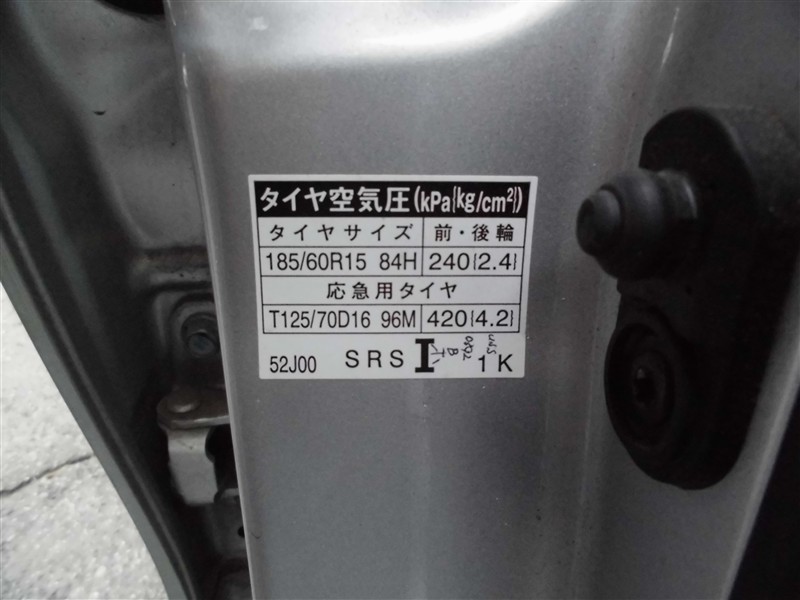 タイヤ空気圧(kPa{kg/cm²})
タイヤサイズ 前・後輪
185/60R15 84H 240{2.4}
応急用タイヤ
T125/70D16 96M 420{4.2}
52J00 SRS I 1K